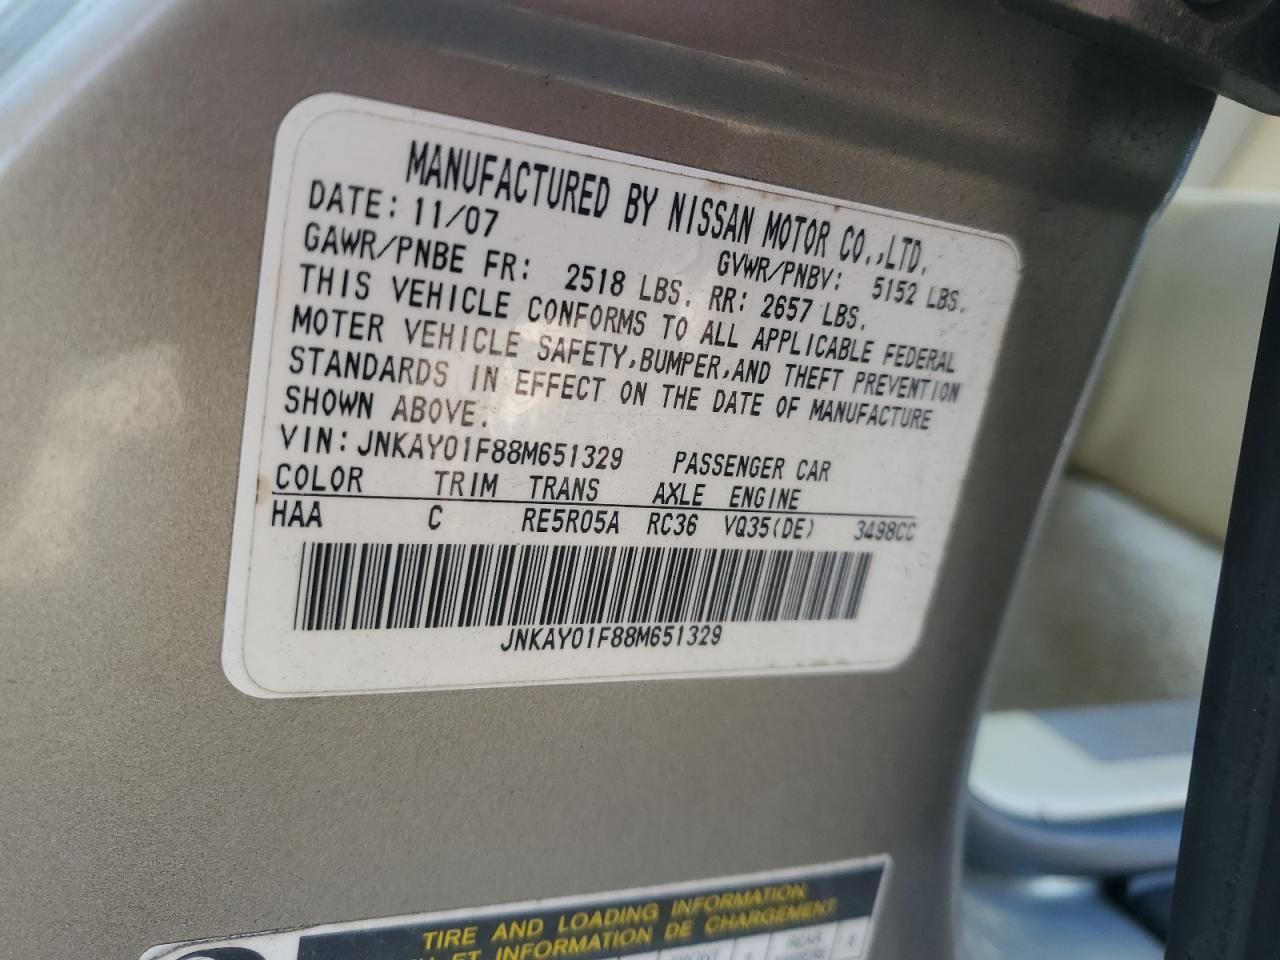 MANUFACTURED BY NISSAN MOTOR CO.,LTD.
DATE: 11/07 GVWR/PNBV: 5152 LBS.
GAWR/PNBE FR: 2518 LBS. RR: 2657 LBS.
THIS VEHICLE CONFORMS TO ALL APPLICABLE FEDERAL
MOTER VEHICLE SAFETY,BUMPER,AND THEFT PREVENTION
STANDARDS IN EFFECT ON THE DATE OF MANUFACTURE
SHOWN ABOVE.
VIN: JNKAY01F88M651329 PASSENGER CAR
COLOR TRIM TRANS AXLE ENGINE
HAA C RE5R05A RC36 VQ35(DE) 3498CC
JNKAY01F88M651329
TIRE AND LOADING INFORMATION
ET INFORMATION DE CHARGEMENT
FRONT REAR